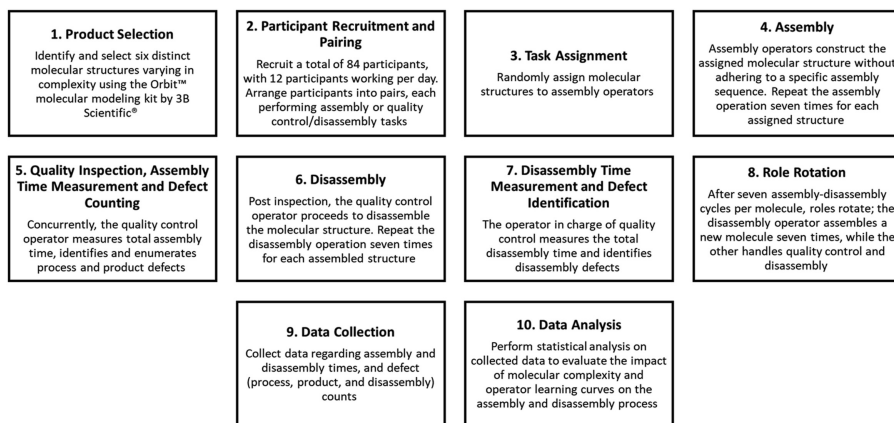 1. Product Selection
Identify and select six distinct
molecular structures varying in
complexity using the Orbit™
molecular modeling kit by 3B
Scientific®
2. Participant Recruitment and
Pairing
Recruit a total of 84 participants,
with 12 participants working per day.
Arrange participants into pairs, each
performing assembly or quality
control/disassembly tasks
3. Task Assignment
Randomly assign molecular
structures to assembly operators
4. Assembly
Assembly operators construct the
assigned molecular structure without
adhering to a specific assembly
sequence. Repeat the assembly
operation seven times for each
assigned structure
5. Quality Inspection, Assembly
Time Measurement and Defect
Counting
Concurrently, the quality control
operator measures total assembly
time, identifies and enumerates
process and product defects
6. Disassembly
Post inspection, the quality control
operator proceeds to disassemble
the molecular structure. Repeat the
disassembly operation seven times
for each assembled structure
7. Disassembly Time
Measurement and Defect
Identification
The operator in charge of quality
control measures the total
disassembly time and identifies
disassembly defects
8. Role Rotation
After seven assembly-disassembly
cycles per molecule, roles rotate; the
disassembly operator assembles a
new molecule seven times, while the
other handles quality control and
disassembly
9. Data Collection
Collect data regarding assembly and
disassembly times, and defect
(process, product, and disassembly)
counts
10. Data Analysis
Perform statistical analysis on
collected data to evaluate the impact
of molecular complexity and
operator learning curves on the
assembly and disassembly process